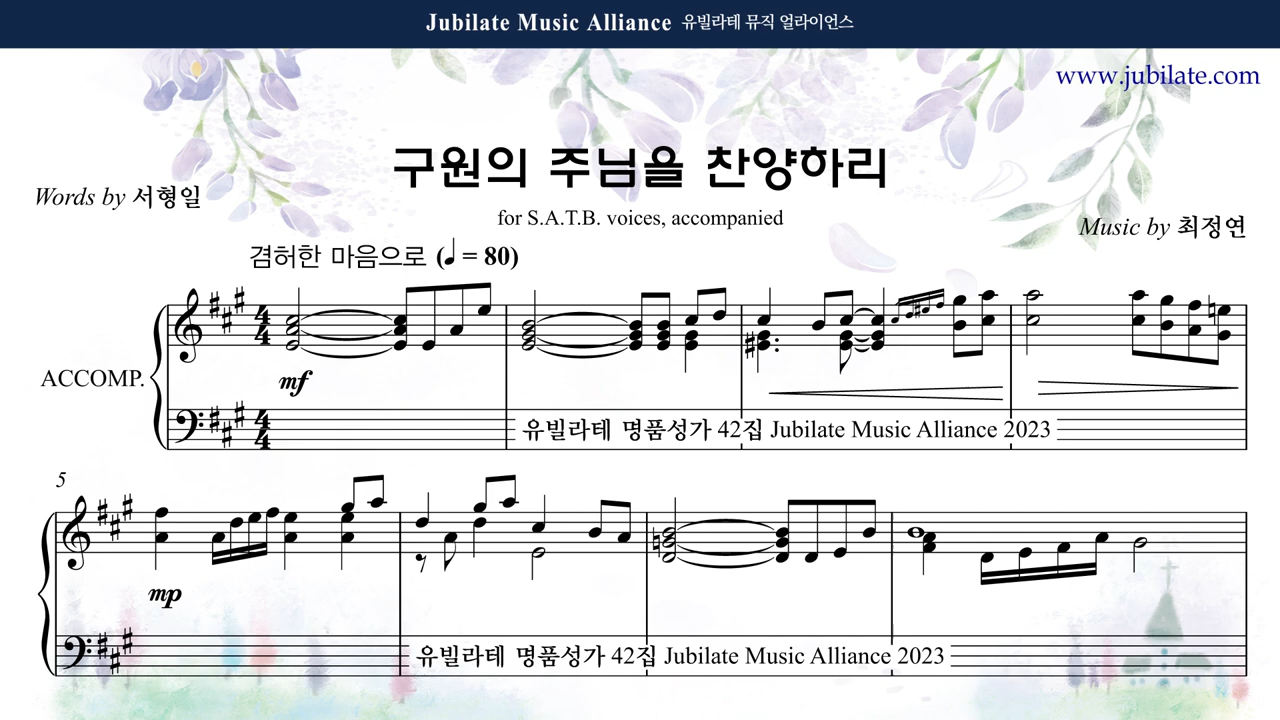 Jubilate Music Alliance 유빌라테 뮤직 얼라이언스
www.jubilate.com
구원의 주님을 찬양하리
Words by 서형일
for S.A.T.B. voices, accompanied
Music by 최정연
겸허한 마음으로 (♩ = 80)
4 4
ACCOMP.
mf
4 4
유빌라테 명품성가 42집 Jubilate Music Alliance 2023
5
mp
유빌라테 명품성가 42집 Jubilate Music Alliance 2023